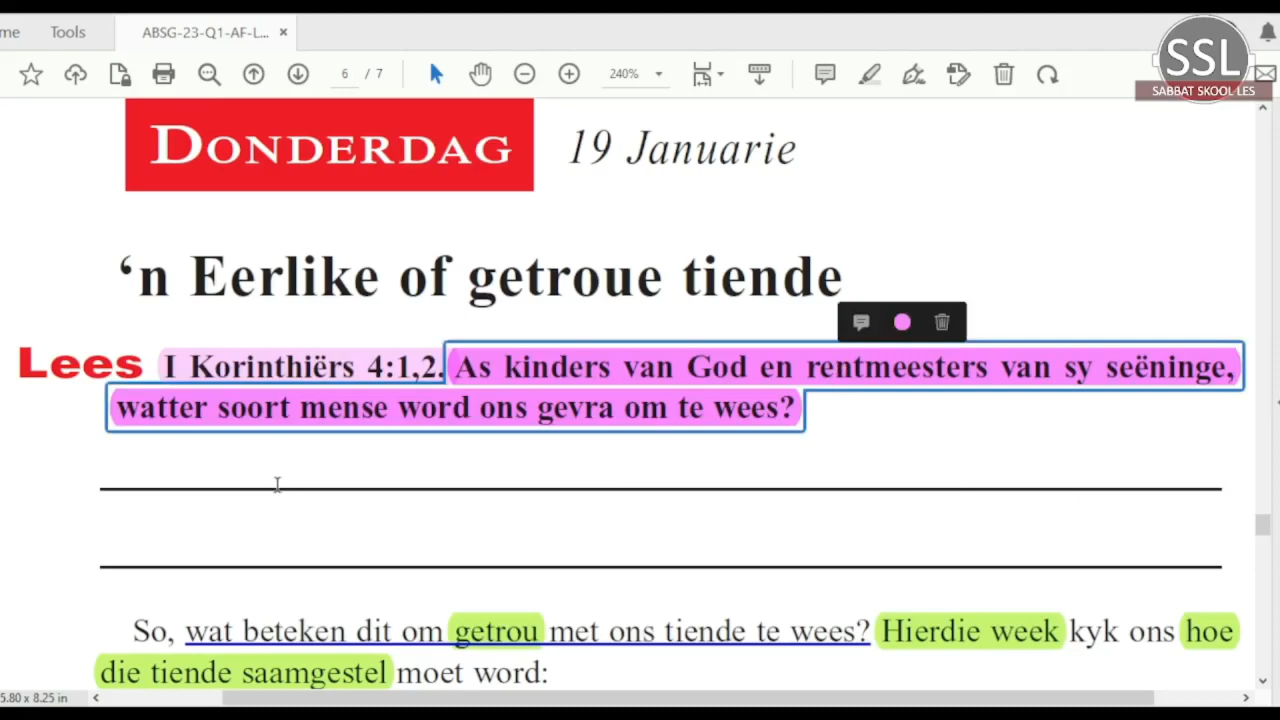 me Tools ABSG-23-Q1-AF-L... ×
SSL
SABBAT SKOOL LES
6 / 7 240%
DONDERDAG 19 Januarie
‘n Eerlike of getroue tiende
Lees I Korinthiërs 4:1,2. As kinders van God en rentmeesters van sy seëninge,
watter soort mense word ons gevra om te wees?
So, wat beteken dit om getrou met ons tiende te wees? Hierdie week kyk ons hoe
die tiende saamgestel moet word:
5.80 x 8.25 in